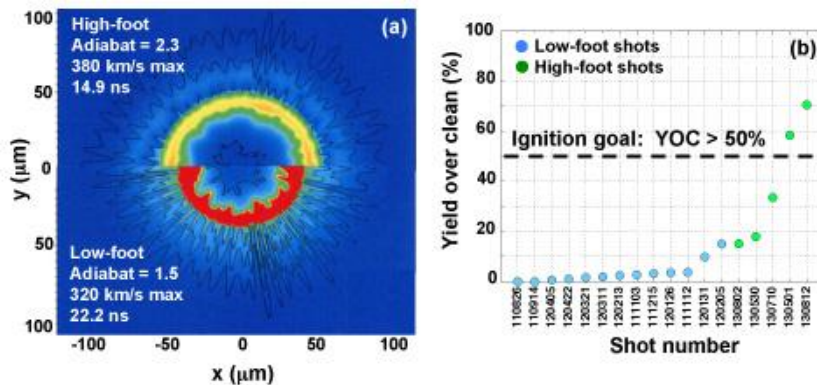 (a)
High-foot
Adiabat = 2.3
380 km/s max
14.9 ns
Low-foot
Adiabat = 1.5
320 km/s max
22.2 ns
100
50
0
50
100
y (μm)
-100
-50
0
50
100
x (μm)
(b)
Low-foot shots
High-foot shots
Ignition goal: YOC > 50%
100
80
60
40
20
0
Yield over clean (%)
110826
110914
120405
120422
120321
120311
120213
111103
111215
120126
111112
120131
120205
130802
130530
130710
130501
130812
Shot number